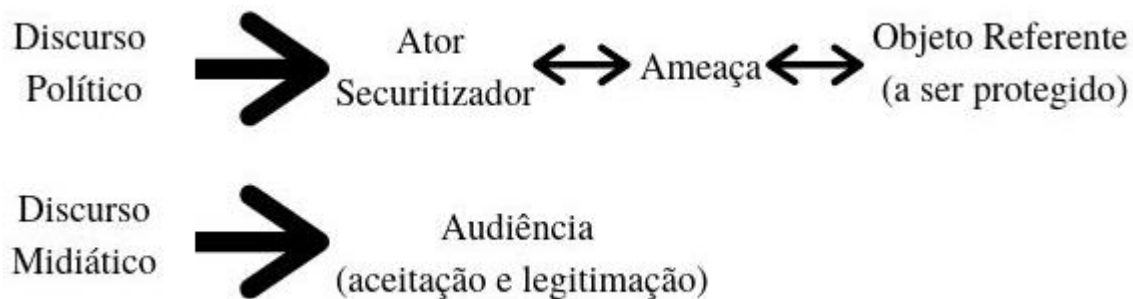 Discurso
Político
Ator
Securitizador
Ameaça
Objeto Referente
(a ser protegido)
Discurso
Midiático
Audiência
(aceitação e legitimação)